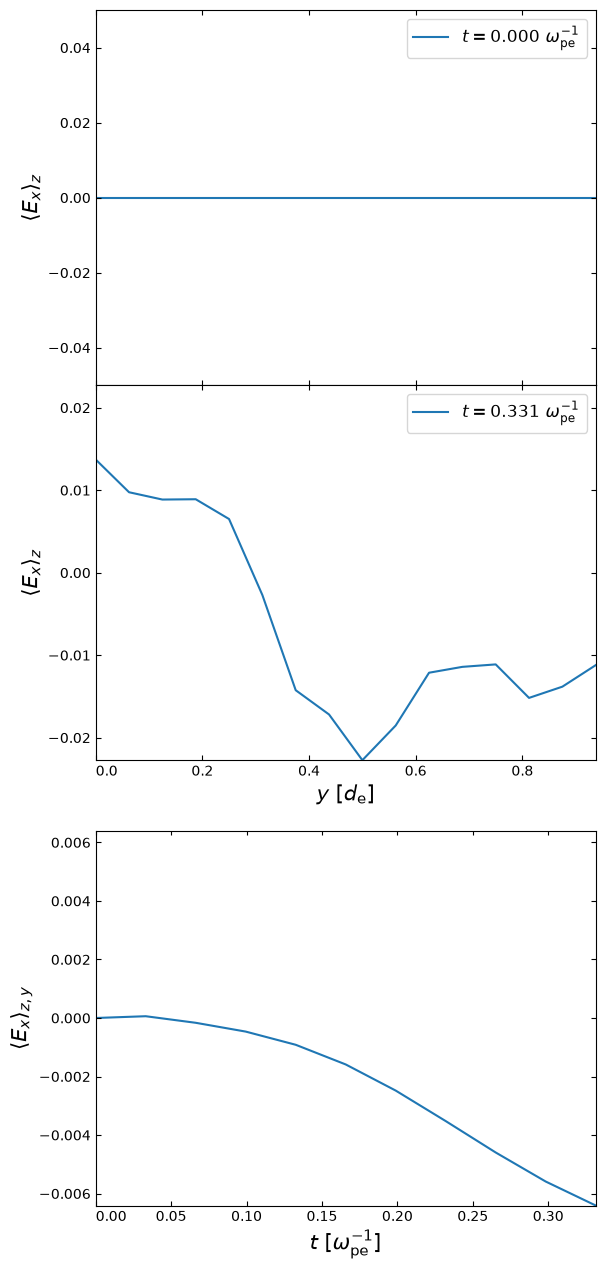 0.04
0.02
0.00
−0.02
−0.04
⟨E_x⟩_z
t = 0.000 ω_pe^−1
0.02
0.01
0.00
−0.01
−0.02
⟨E_x⟩_z
t = 0.331 ω_pe^−1
0.0 0.2 0.4 0.6 0.8
y [d_e]
0.006
0.004
0.002
0.000
−0.002
−0.004
−0.006
⟨E_x⟩_z,y
0.00 0.05 0.10 0.15 0.20 0.25 0.30
t [ω_pe^−1]